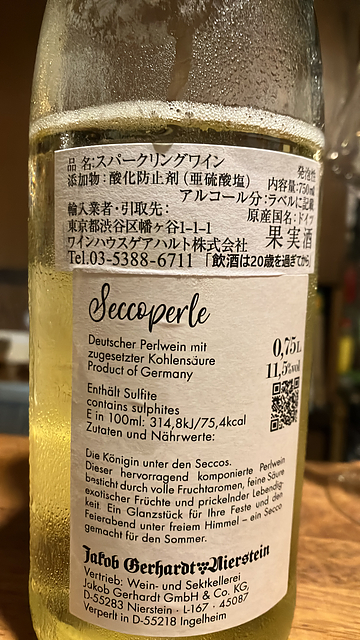 品 名:スパークリングワイン
発泡性
添加物:酸化防止剤(亜硫酸塩)
内容量:750ml
アルコール分:ラベルに記載
輸入業者・引取先:
原産国名:ドイツ
東京都渋谷区幡ヶ谷1-1-1
果実酒
ワインハウスゲアハルト株式会社
Tel.03-5388-6711 「飲酒は20歳を過ぎてから
Seccoperle
Deutscher Perlwein mit
zugesetzter Kohlensäure
Product of Germany
0,75L
11,5%vol
Enthält Sulfite
contains sulphites
E in 100ml: 314,8kJ/75,4kcal
Zutaten und Nährwerte:
Die Königin unter den Seccos.
Dieser hervorragend komponierte Perlwein
besticht durch volle Fruchtaromen, feine Säure
exotischer Früchte und prickelnder Lebendig-
keit. Ein Glanzstück für Ihre Feste und den
Feierabend unter freiem Himmel – ein Secco
gemacht für den Sommer.
Jakob Gerhardt Nierstein
Vertrieb: Wein- und Sektkellerei
Jakob Gerhardt GmbH & Co. KG,
D-55283 Nierstein · L-167 · 45087
Verperlt in D-55218 Ingelheim